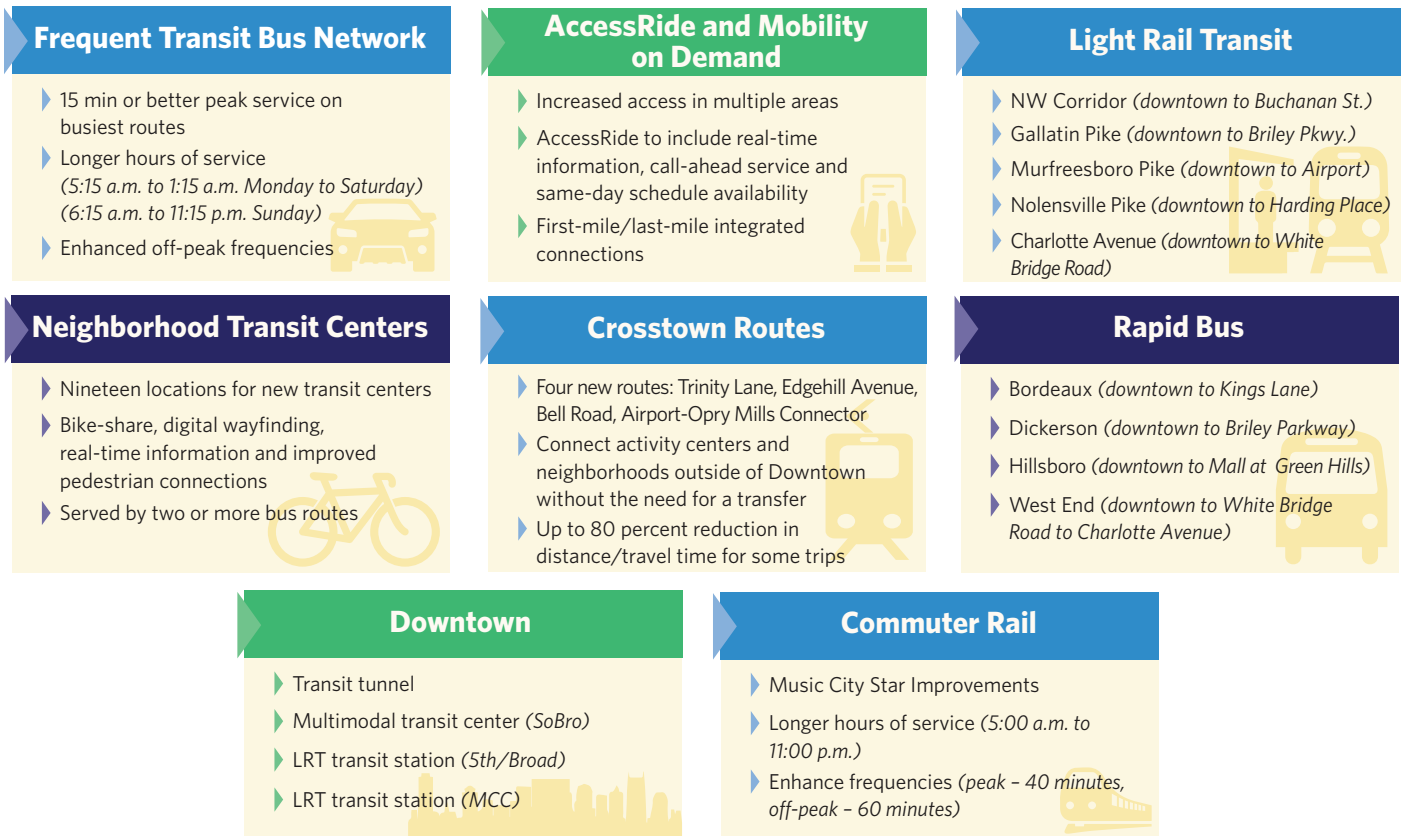 Frequent Transit Bus Network
15 min or better peak service on
busiest routes
Longer hours of service
(5:15 a.m. to 1:15 a.m. Monday to Saturday)
(6:15 a.m. to 11:15 p.m. Sunday)
Enhanced off-peak frequencies
AccessRide and Mobility
on Demand
Increased access in multiple areas
AccessRide to include real-time
information, call-ahead service and
same-day schedule availability
First-mile/last-mile integrated
connections
Light Rail Transit
NW Corridor (downtown to Buchanan St.)
Gallatin Pike (downtown to Briley Pkwy.)
Murfreesboro Pike (downtown to Airport)
Nolensville Pike (downtown to Harding Place)
Charlotte Avenue (downtown to White
Bridge Road)
Neighborhood Transit Centers
Nineteen locations for new transit centers
Bike-share, digital wayfinding,
real-time information and improved
pedestrian connections
Served by two or more bus routes
Crosstown Routes
Four new routes: Trinity Lane, Edgehill Avenue,
Bell Road, Airport-Opry Mills Connector
Connect activity centers and
neighborhoods outside of Downtown
without the need for a transfer
Up to 80 percent reduction in
distance/travel time for some trips
Rapid Bus
Bordeaux (downtown to Kings Lane)
Dickerson (downtown to Briley Parkway)
Hillsboro (downtown to Mall at Green Hills)
West End (downtown to White Bridge
Road to Charlotte Avenue)
Downtown
Transit tunnel
Multimodal transit center (SoBro)
LRT transit station (5th/Broad)
LRT transit station (MCC)
Commuter Rail
Music City Star Improvements
Longer hours of service (5:00 a.m. to
11:00 p.m.)
Enhance frequencies (peak – 40 minutes,
off-peak – 60 minutes)